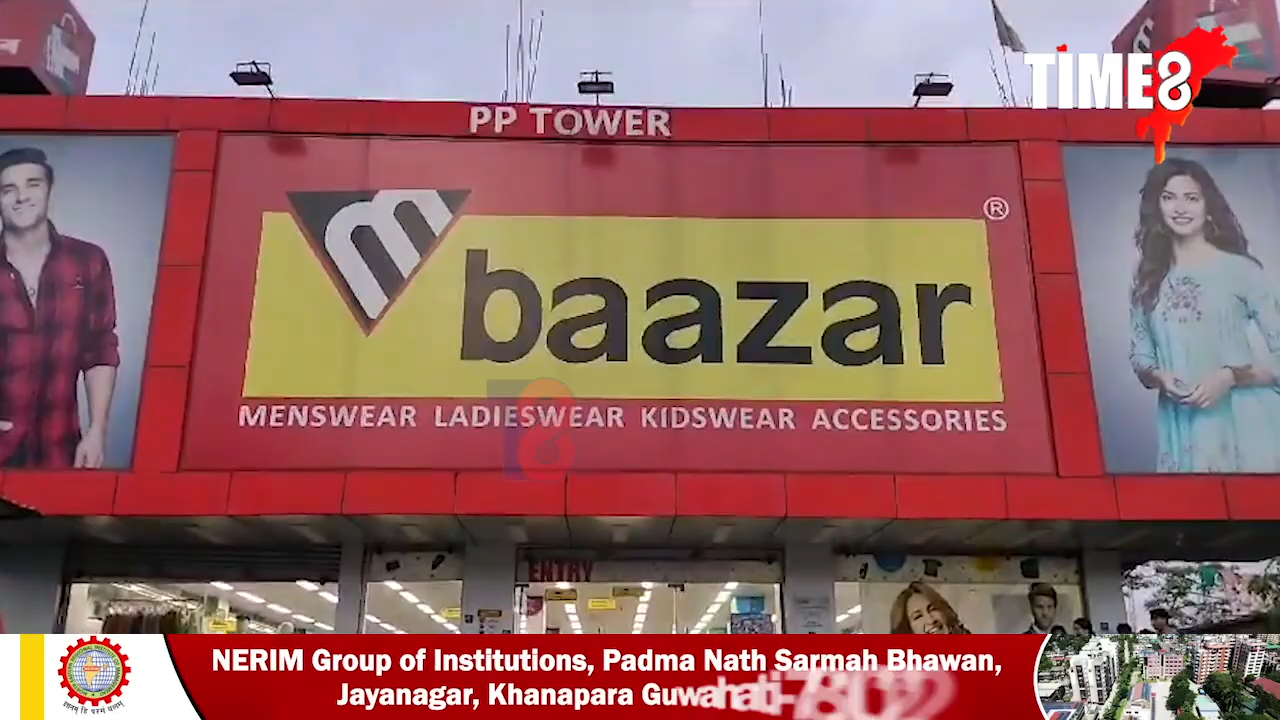 TIME8
PP TOWER
m
baazar
®
MENSWEAR LADIESWEAR KIDSWEAR ACCESSORIES
ENTRY
NERIM Group of Institutions, Padma Nath Sarmah Bhawan,
Jayanagar, Khanapara Guwahati-